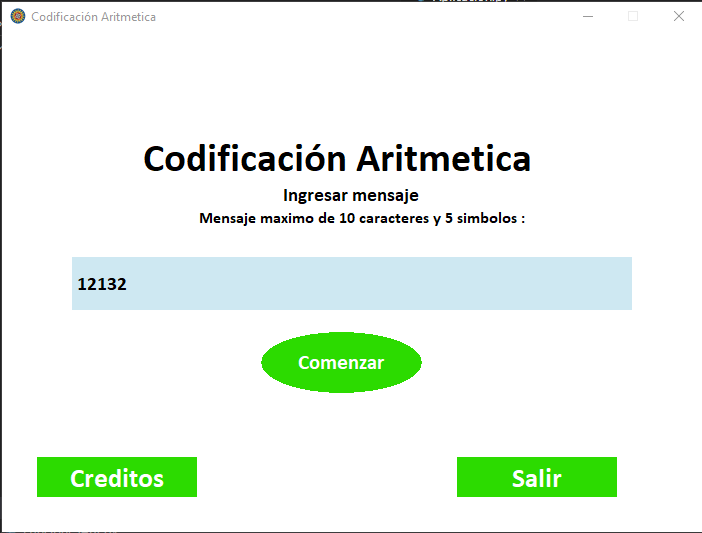 Codificación Aritmetica
Codificación Aritmetica
Ingresar mensaje
Mensaje maximo de 10 caracteres y 5 simbolos :
12132
Comenzar
Creditos
Salir